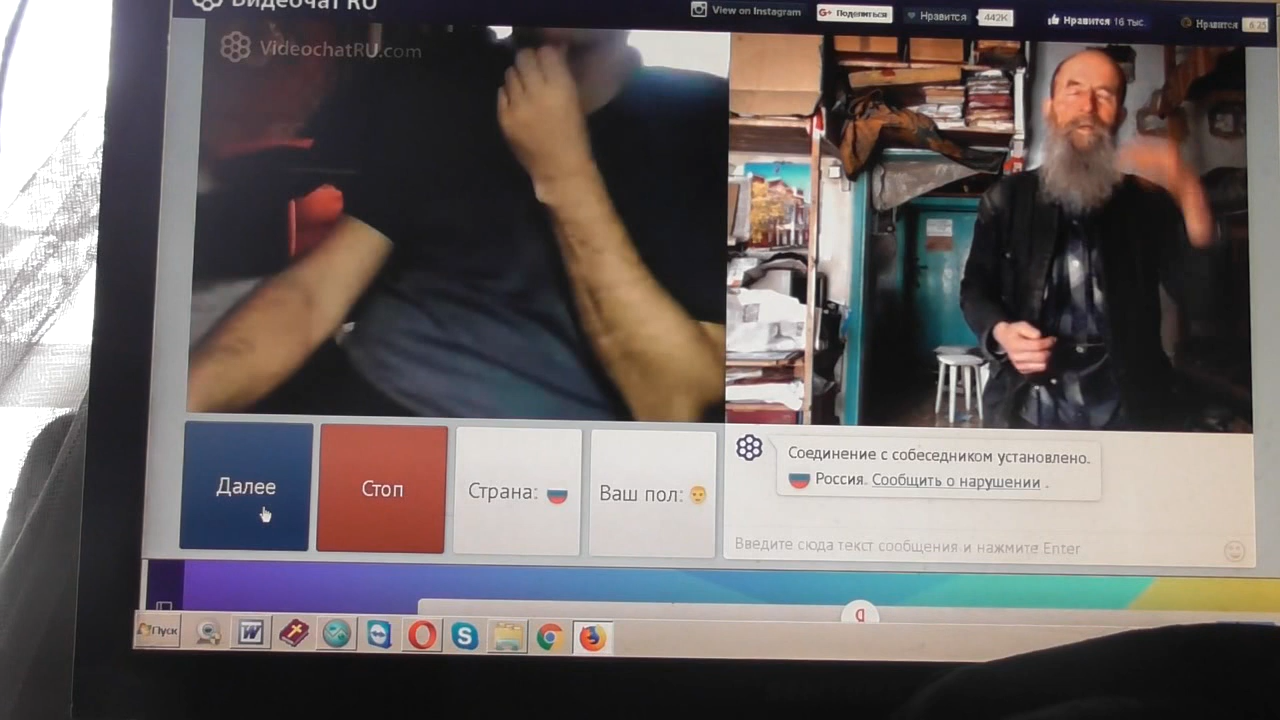 Видеочат RU
View on Instagram
G+ Поделиться
Нравится 442K
Нравится 16 тыс.
Нравится
VideochatRU.com
Далее
Стоп
Страна:
Ваш пол:
Соединение с собеседником установлено.
Россия. Сообщить о нарушении .
Введите сюда текст сообщения и нажмите Enter
Я
Пуск